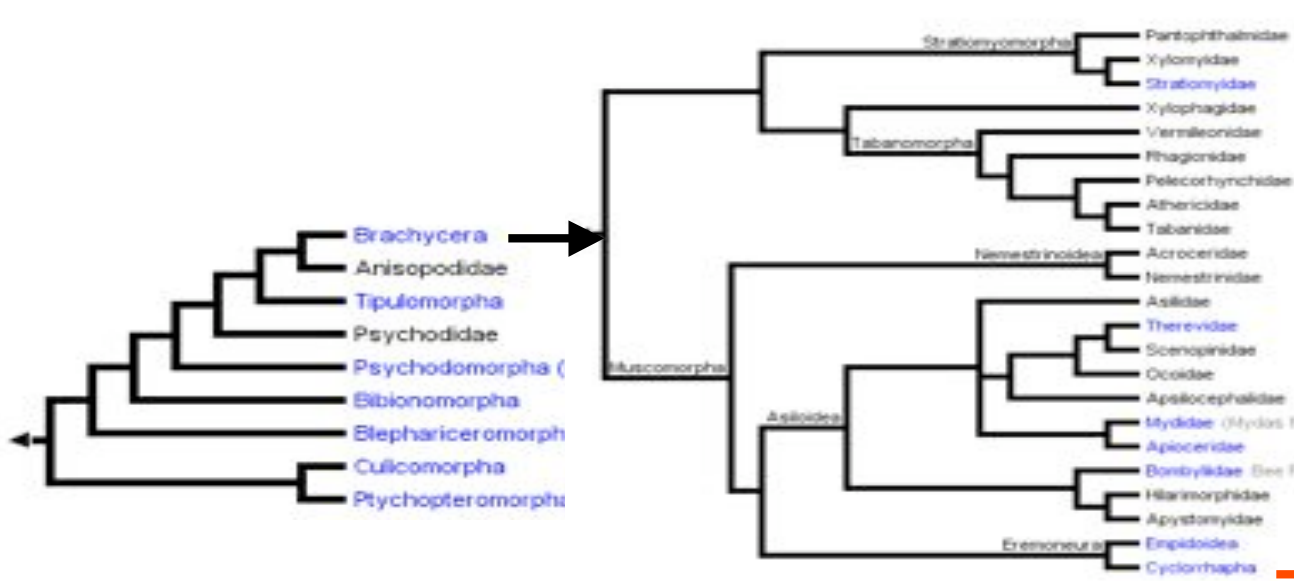 Brachycera
Anisopodidae
Tipulomorpha
Psychodidae
Psychodomorpha (
Bibionomorpha
Blephariceromorph
Culicomorpha
Ptychopteromorpha
Stratiomyomorpha
Pantophthalmidae
Xylomyidae
Stratiomyidae
Xylophagidae
Tabanomorpha
Vermileonidae
Rhagionidae
Pelecorhynchidae
Athericidae
Tabanidae
Nemestrinoidea
Acroceridae
Nemestrinidae
Asilidae
Therevidae
Scenopinidae
Ocoidae
Muscomorpha
Apsilocephalidae
Asiloidea
Mydidae (Mydas
Apioceridae
Bombyliidae Bee
Hilarimorphidae
Apystomyidae
Eremoneura
Empidoidea
Cyclorrhapha